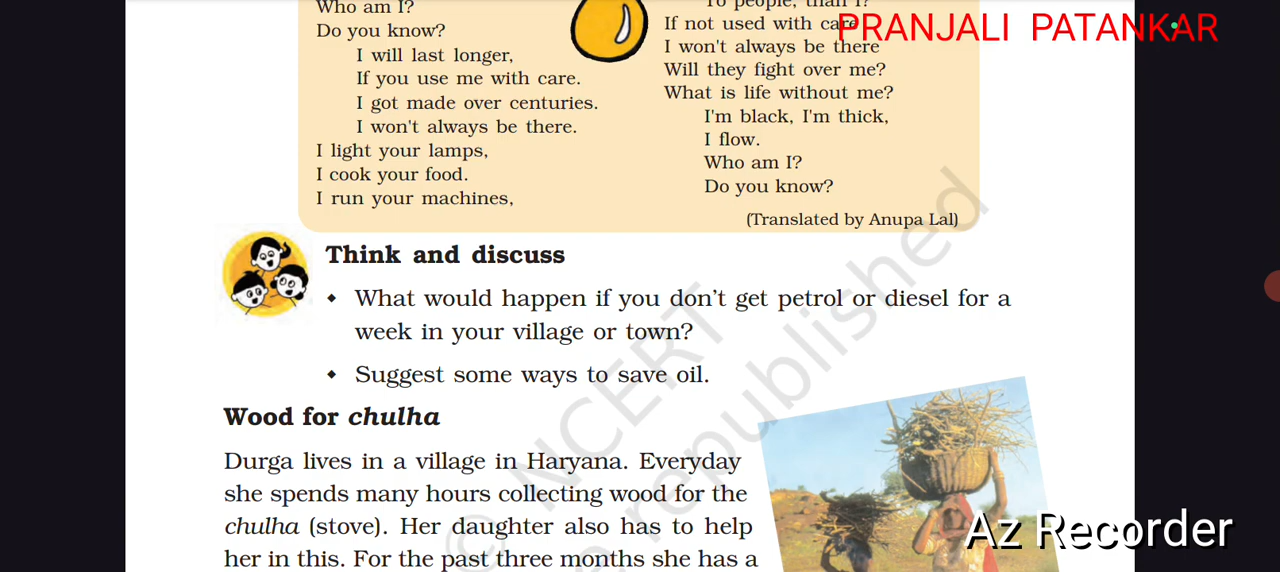 Who am I?
Do you know?
I will last longer,
If you use me with care.
I got made over centuries.
I won't always be there.
I light your lamps,
I cook your food.
I run your machines,
To people, than I?
If not used with care
I won't always be there
Will they fight over me?
What is life without me?
I'm black, I'm thick,
I flow.
Who am I?
Do you know?
(Translated by Anupa Lal)
PRANJALI PATANKAR
Think and discuss
◆ What would happen if you don't get petrol or diesel for a
week in your village or town?
◆ Suggest some ways to save oil.
Wood for chulha
Durga lives in a village in Haryana. Everyday
she spends many hours collecting wood for the
chulha (stove). Her daughter also has to help
her in this. For the past three months she has a
© NCERT
republished
Az Recorder